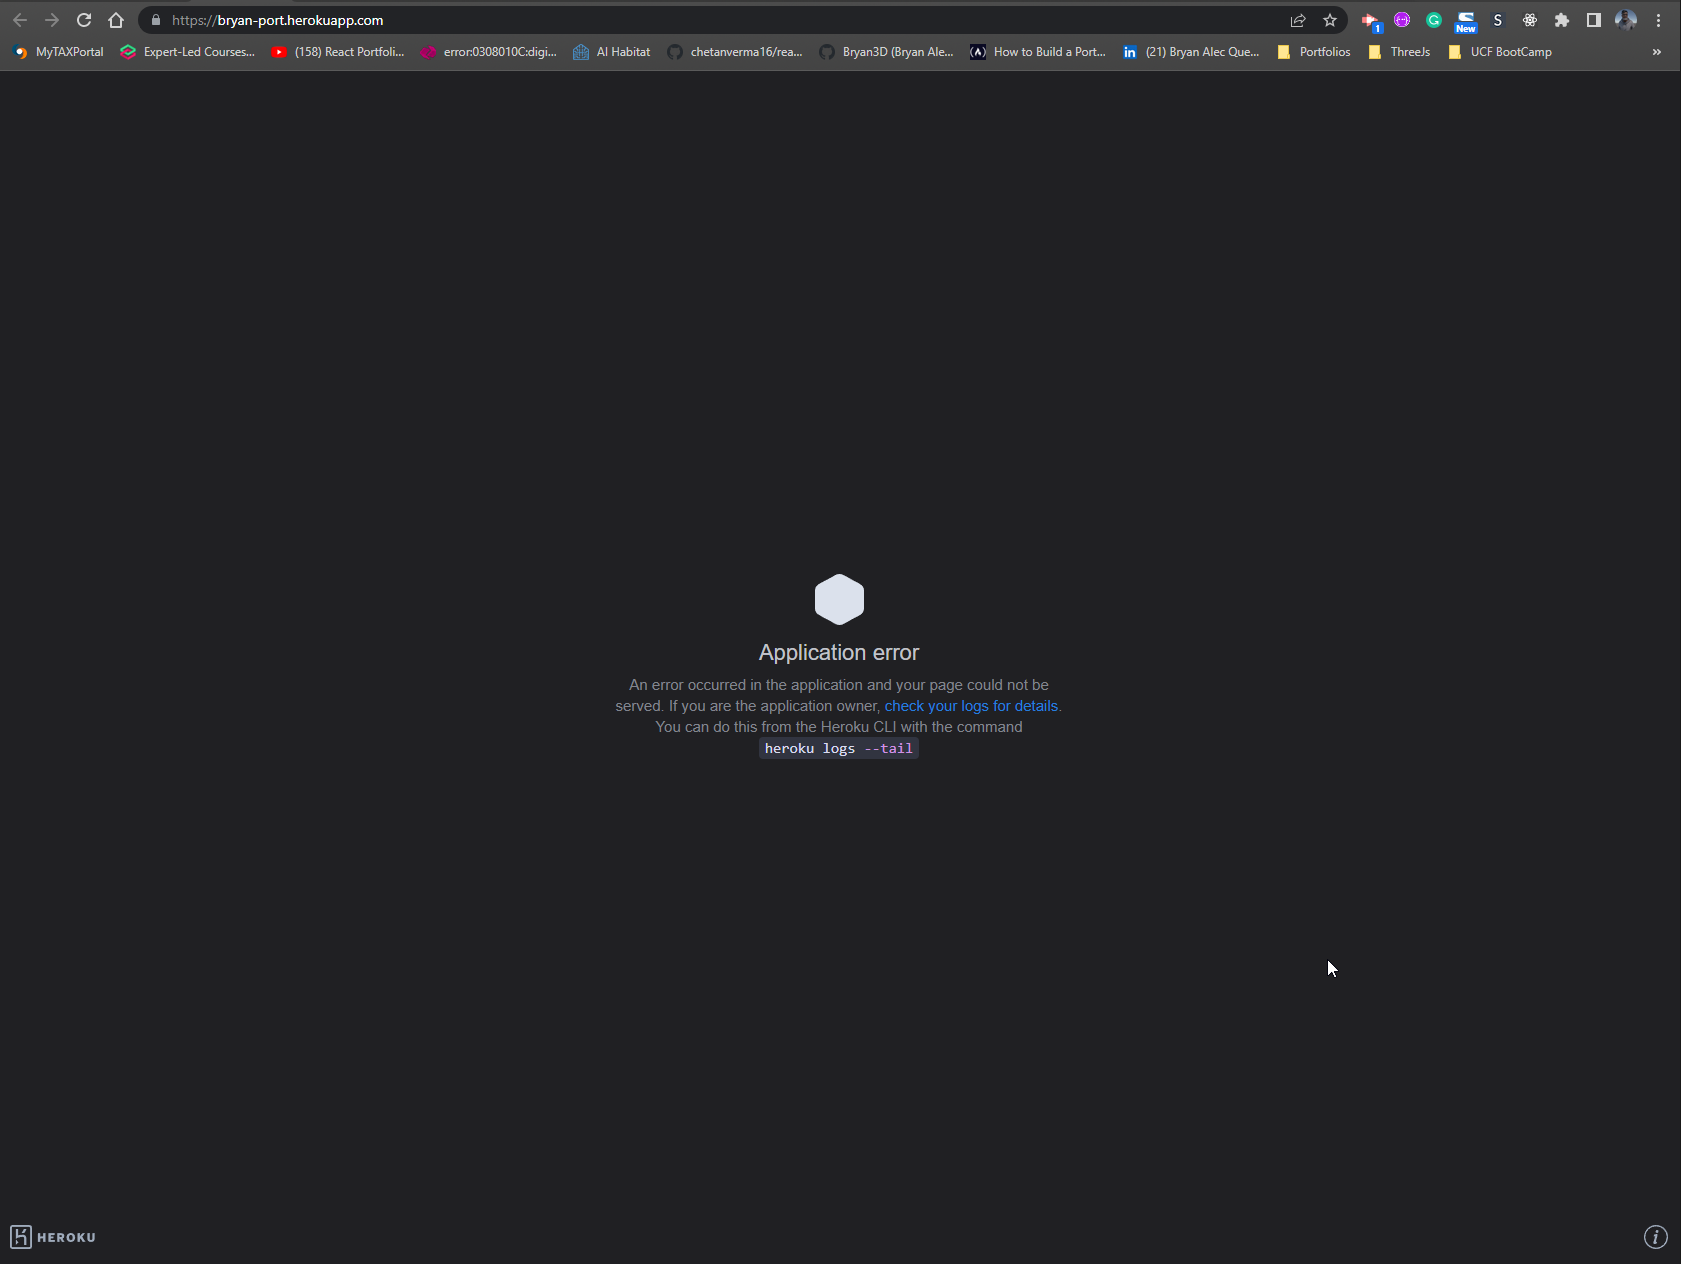 https://bryan-port.herokuapp.com
1
New
S
MyTAXPortal
Expert-Led Courses...
(158) React Portfoli...
error:0308010C:digi...
AI Habitat
chetanverma16/rea...
Bryan3D (Bryan Ale...
How to Build a Port...
in
(21) Bryan Alec Que...
Portfolios
ThreeJs
UCF BootCamp
»
Application error
An error occurred in the application and your page could not be
served. If you are the application owner, check your logs for details.
You can do this from the Heroku CLI with the command
heroku logs --tail
HEROKU
i